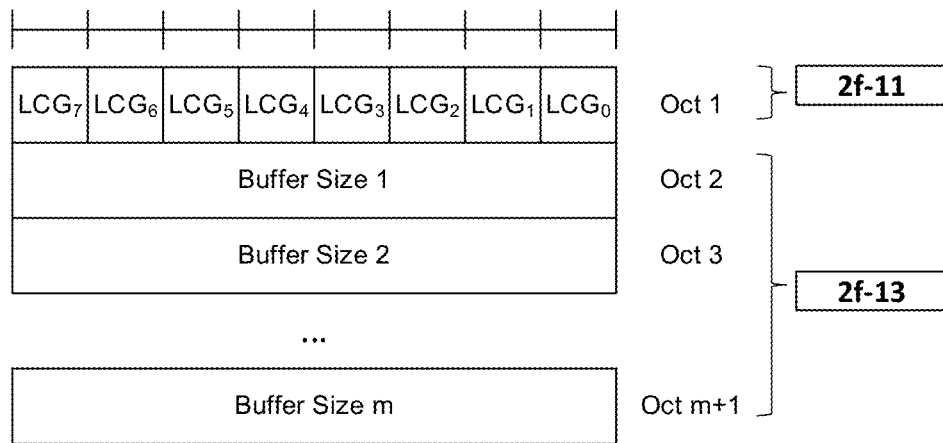 LCG₇ LCG₆ LCG₅ LCG₄ LCG₃ LCG₂ LCG₁ LCG₀ Oct 1 2f-11
Buffer Size 1 Oct 2
Buffer Size 2 Oct 3
2f-13
...
Buffer Size m Oct m+1